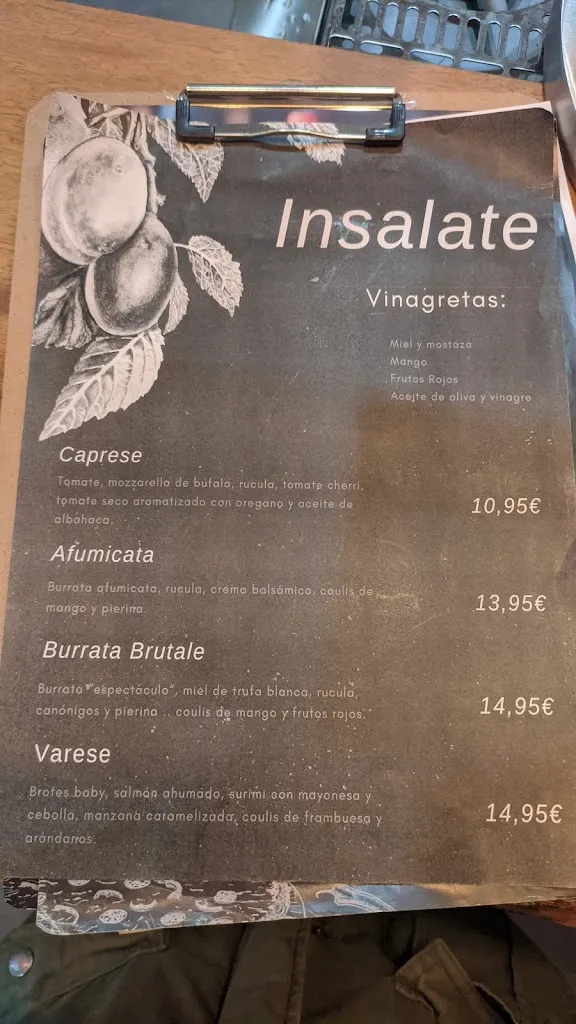 Insalate
Vinagretas:
Miel y mostaza
Mango
Frutos Rojos
Aceite de oliva y vinagre
Caprese
Tomate, mozzarella de búfala, rucula, tomate cherri,
tomate seco aromatizado con oregano y aceite de
albahaca.
10,95€
Afumicata
Burrata afumicata, rucula, crema balsámico, coulis de
mango y pierina.
13,95€
Burrata Brutale
Burrata "espectáculo", miel de trufa blanca, rucula,
canónigos y pierina .. coulis de mango y frutos rojos.
14,95€
Varese
Brotes baby, salmón ahumado, surimi con mayonesa y
cebolla, manzana caramelizada, coulis de frambuesa y
arándanos.
14,95€